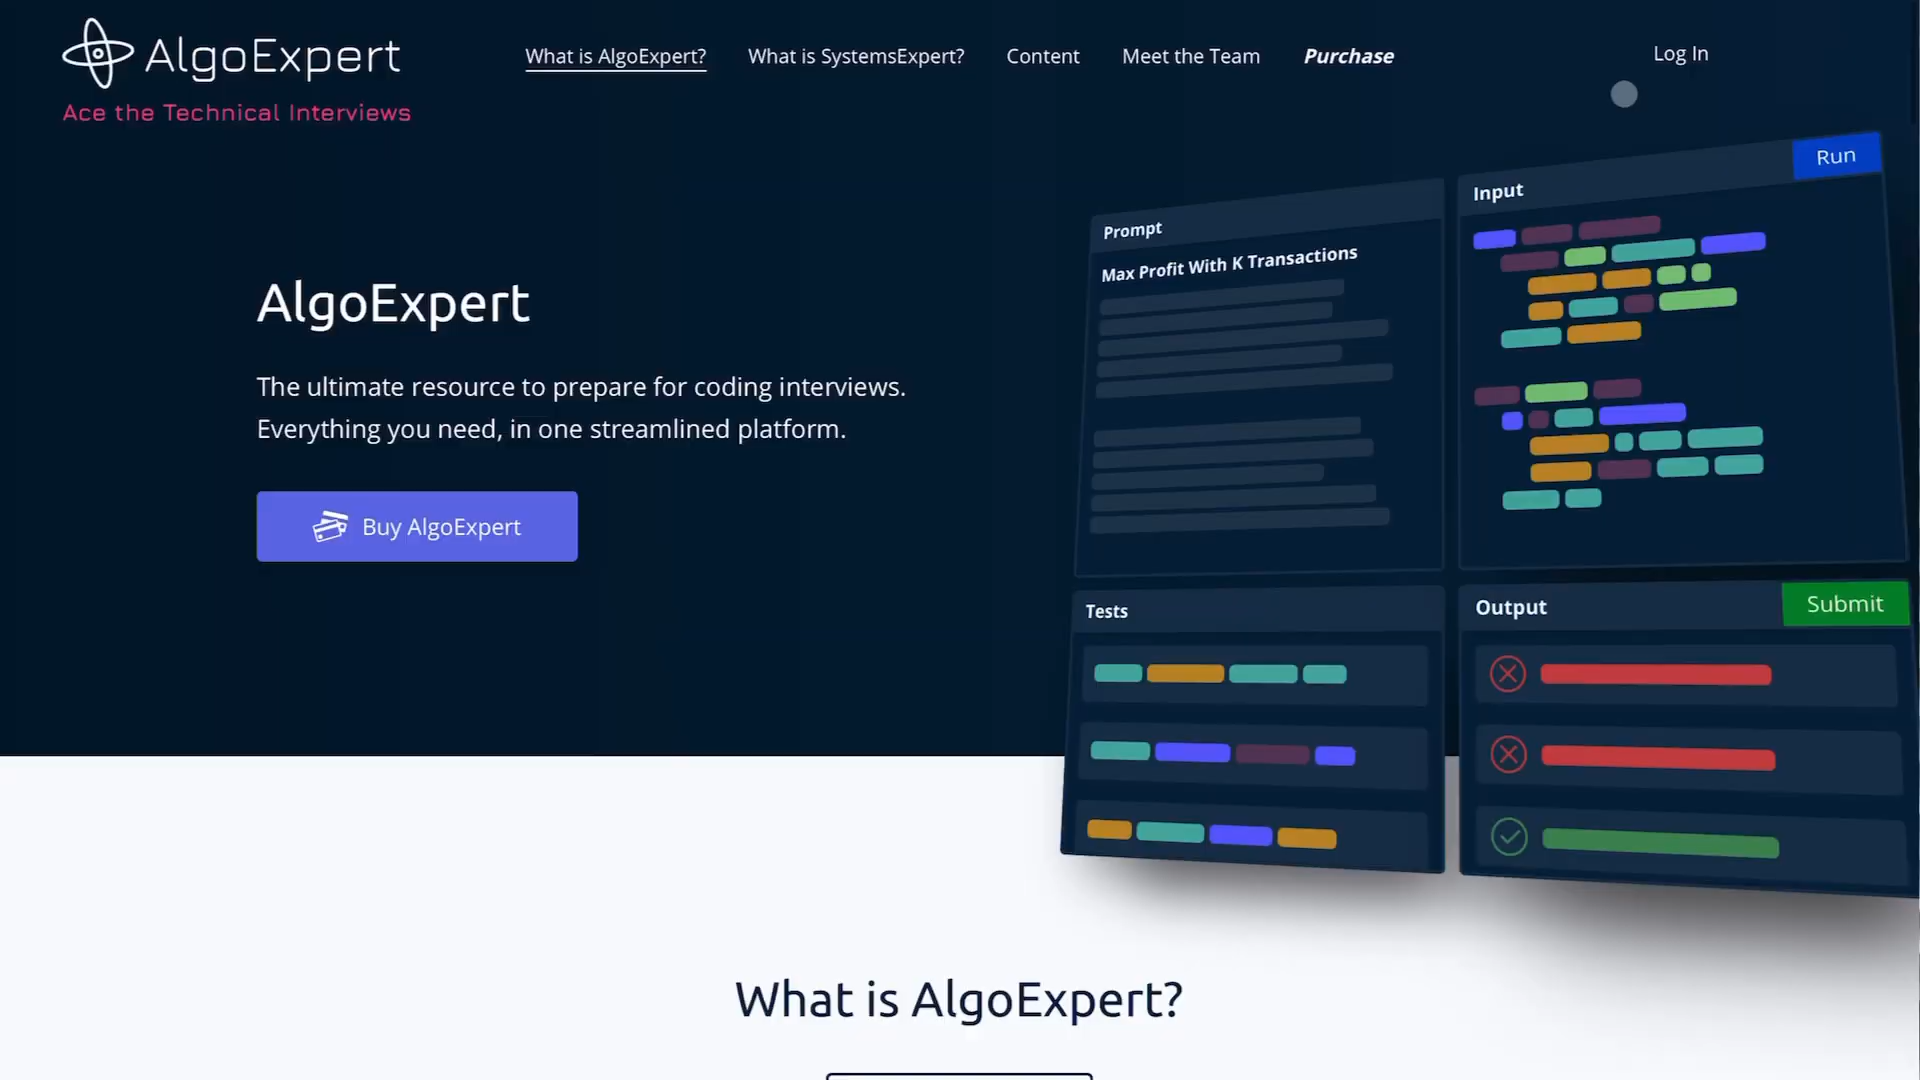 AlgoExpert
Ace the Technical Interviews
What is AlgoExpert?
What is SystemsExpert?
Content
Meet the Team
Purchase
Log In
AlgoExpert
The ultimate resource to prepare for coding interviews.
Everything you need, in one streamlined platform.
Buy AlgoExpert
Prompt
Max Profit With K Transactions
Input
Run
Tests
Output
Submit
What is AlgoExpert?